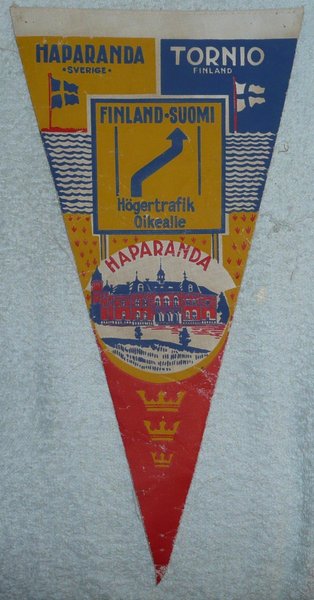 HAPARANDA
•SVERIGE•
TORNIO
FINLAND
FINLAND•SUOMI
Högertrafik
Oikealle
HAPARANDA